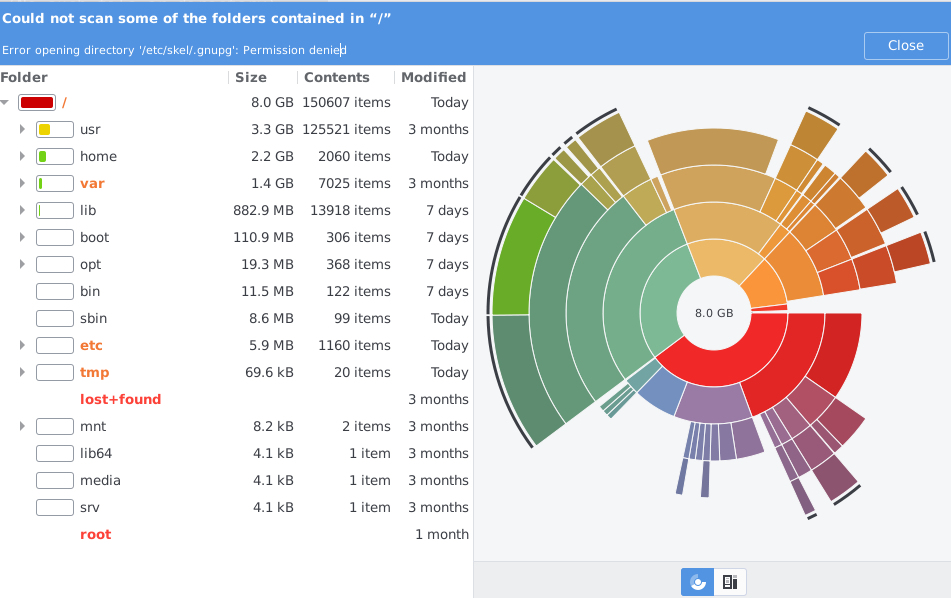 Could not scan some of the folders contained in “/”
Error opening directory '/etc/skel/.gnupg': Permission denied
Close
Folder Size Contents Modified
/ 8.0 GB 150607 items Today
usr 3.3 GB 125521 items 3 months
home 2.2 GB 2060 items Today
var 1.4 GB 7025 items 3 months
lib 882.9 MB 13918 items 7 days
boot 110.9 MB 306 items 7 days
opt 19.3 MB 368 items 7 days
bin 11.5 MB 122 items 7 days
sbin 8.6 MB 99 items Today
etc 5.9 MB 1160 items Today
tmp 69.6 kB 20 items Today
lost+found 3 months
mnt 8.2 kB 2 items 3 months
lib64 4.1 kB 1 item 3 months
media 4.1 kB 1 item 3 months
srv 4.1 kB 1 item 3 months
root 1 month
8.0 GB